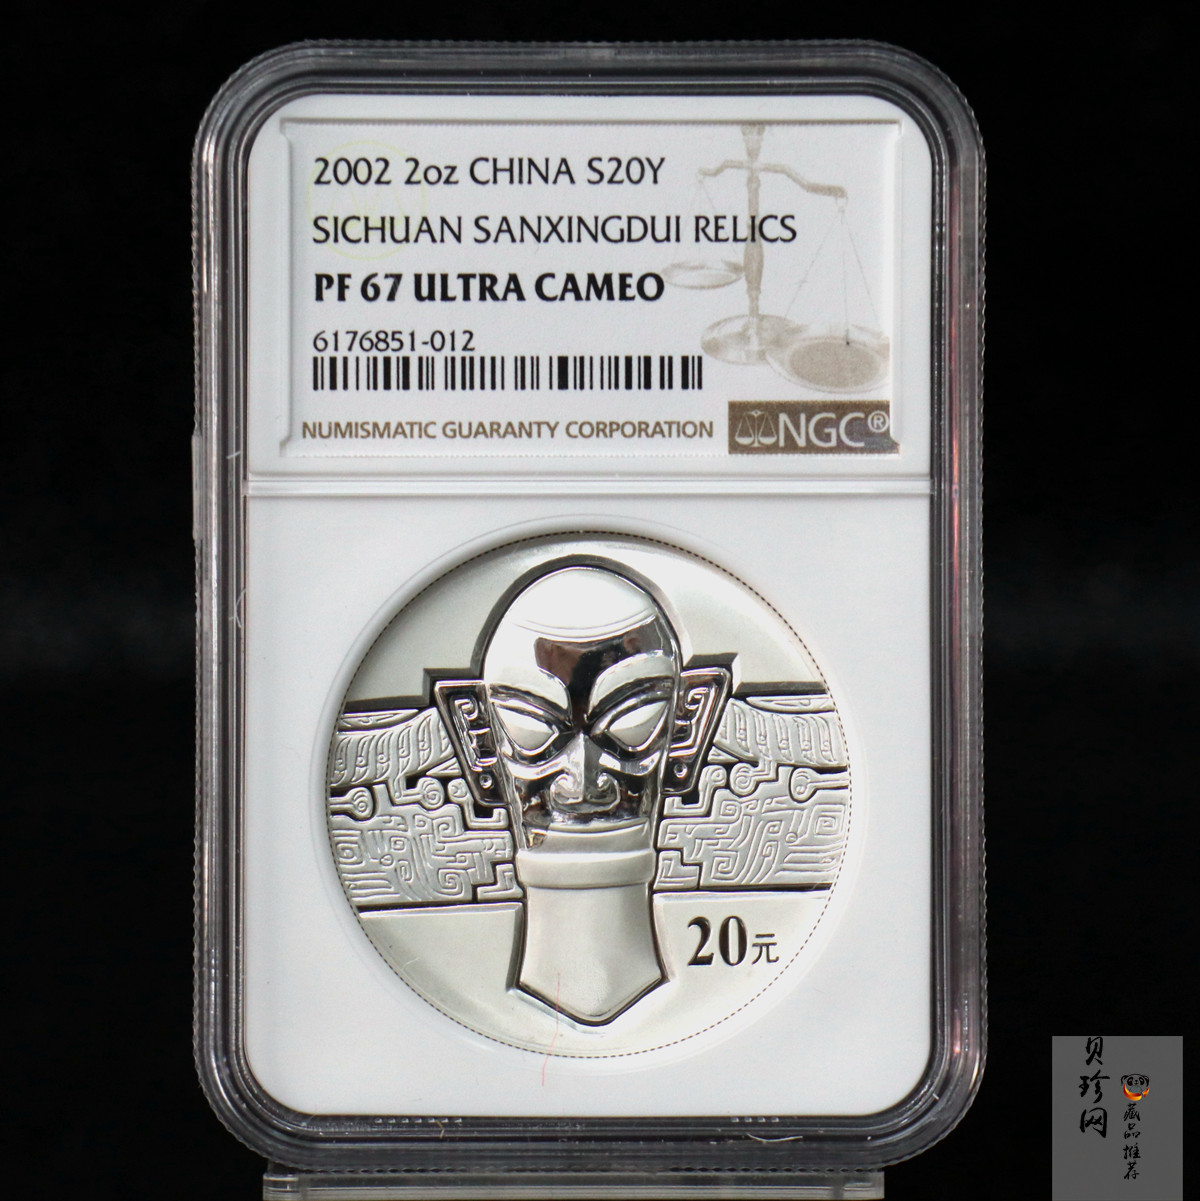 2002 2oz CHINA S20Y
SICHUAN SANXINGDUI RELICS
PF 67 ULTRA CAMEO
6176851-012
NUMISMATIC GUARANTY CORPORATION
NGC®
20元
贝珍网
藏品推荐